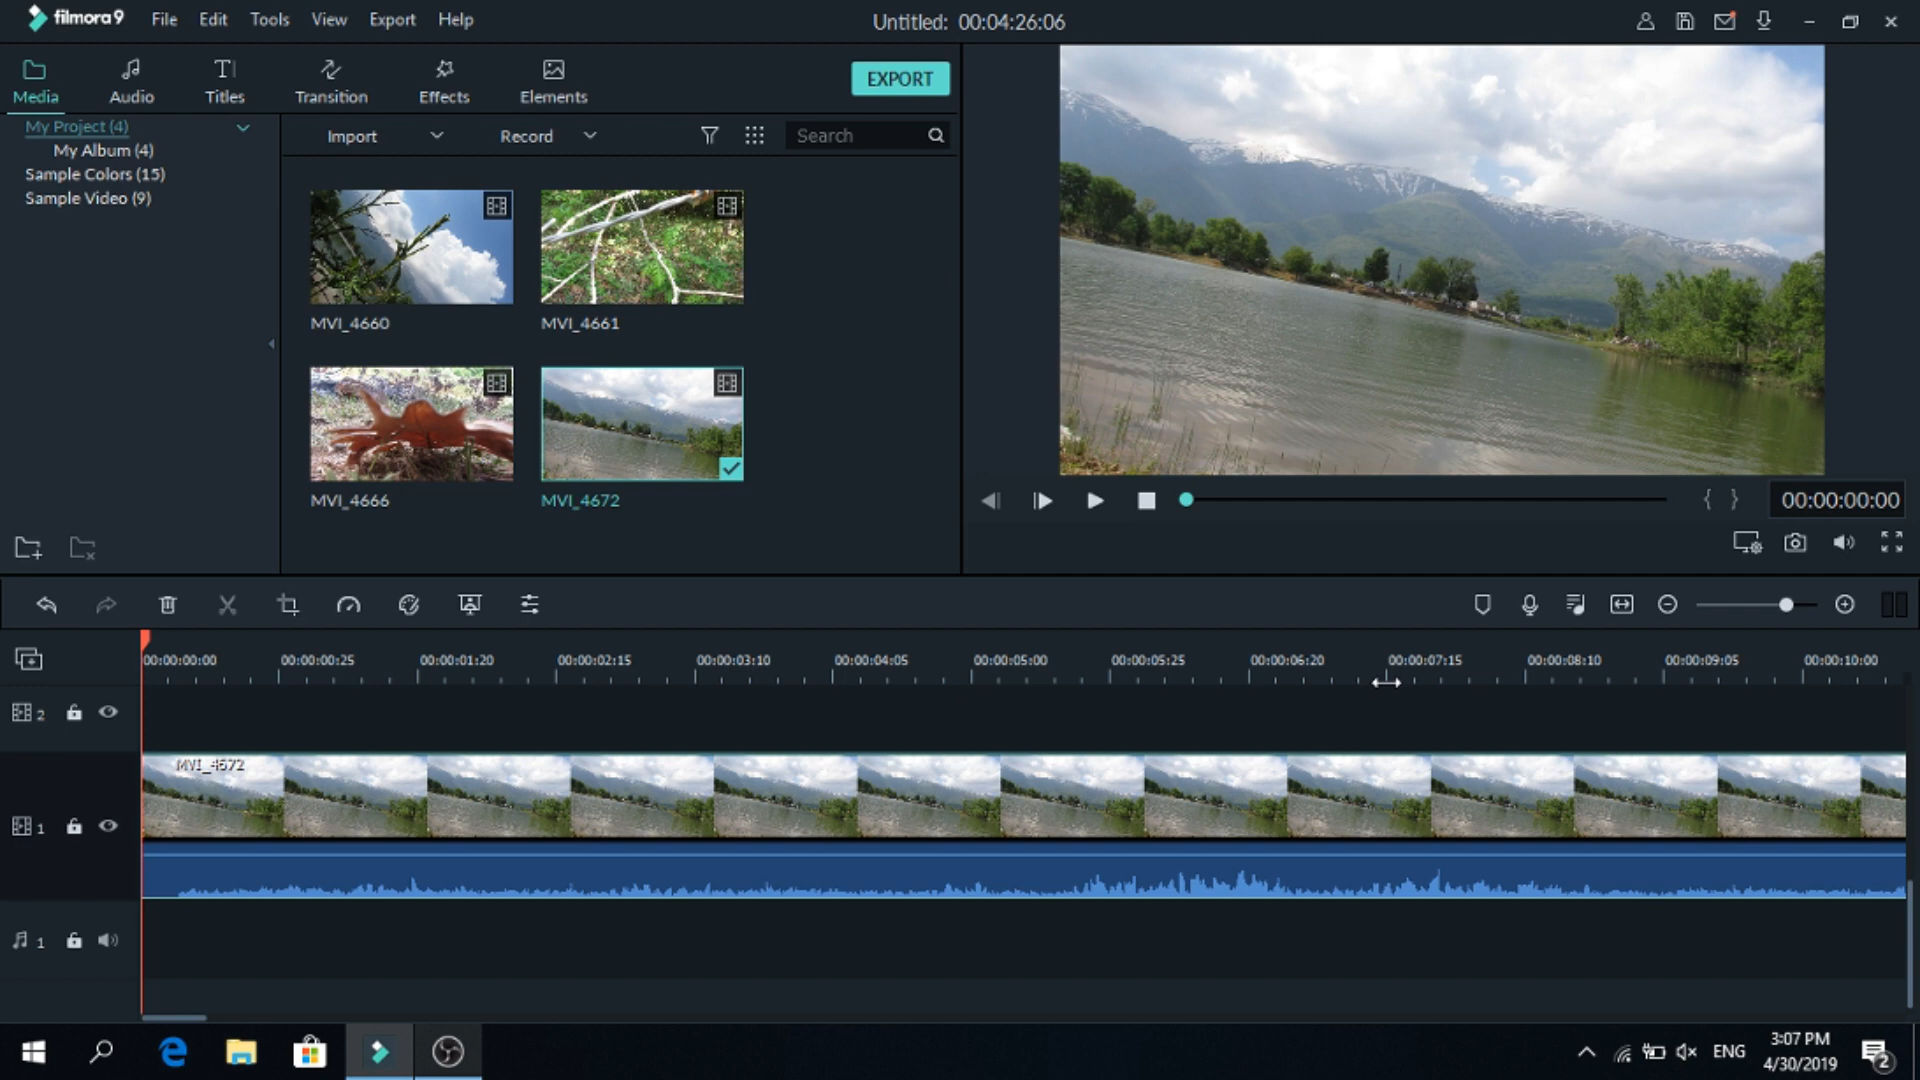 filmora9 File Edit Tools View Export Help Untitled: 00:04:26:06
Media Audio Titles Transition Effects Elements EXPORT
My Project (4)
My Album (4)
Sample Colors (15)
Sample Video (9)
Import Record Search
MVI_4660 MVI_4661
MVI_4666 MVI_4672
{ } 00:00:00:00
00:00:00:00 00:00:00:25 00:00:01:20 00:00:02:15 00:00:03:10 00:00:04:05 00:00:05:00 00:00:05:25 00:00:06:20 00:00:07:15 00:00:08:10 00:00:09:05 00:00:10:00
2
MVI_4672
1
1
ENG 3:07 PM
4/30/2019
2